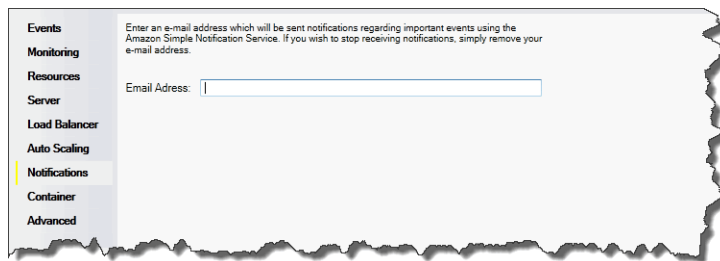 Events
Monitoring
Resources
Server
Load Balancer
Auto Scaling
Notifications
Container
Advanced
Enter an e-mail address which will be sent notifications regarding important events using the
Amazon Simple Notification Service. If you wish to stop receiving notifications, simply remove your
e-mail address.
Email Adress: